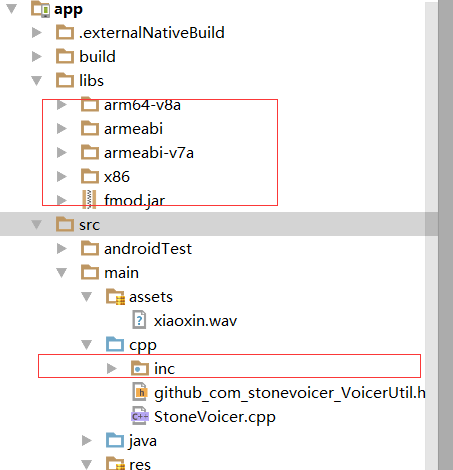 app
.externalNativeBuild
build
libs
arm64-v8a
armeabi
armeabi-v7a
x86
fmod.jar
src
androidTest
main
assets
xiaoxin.wav
cpp
inc
github_com_stonevoicer_VoicerUtil.h
StoneVoicer.cpp
java
res